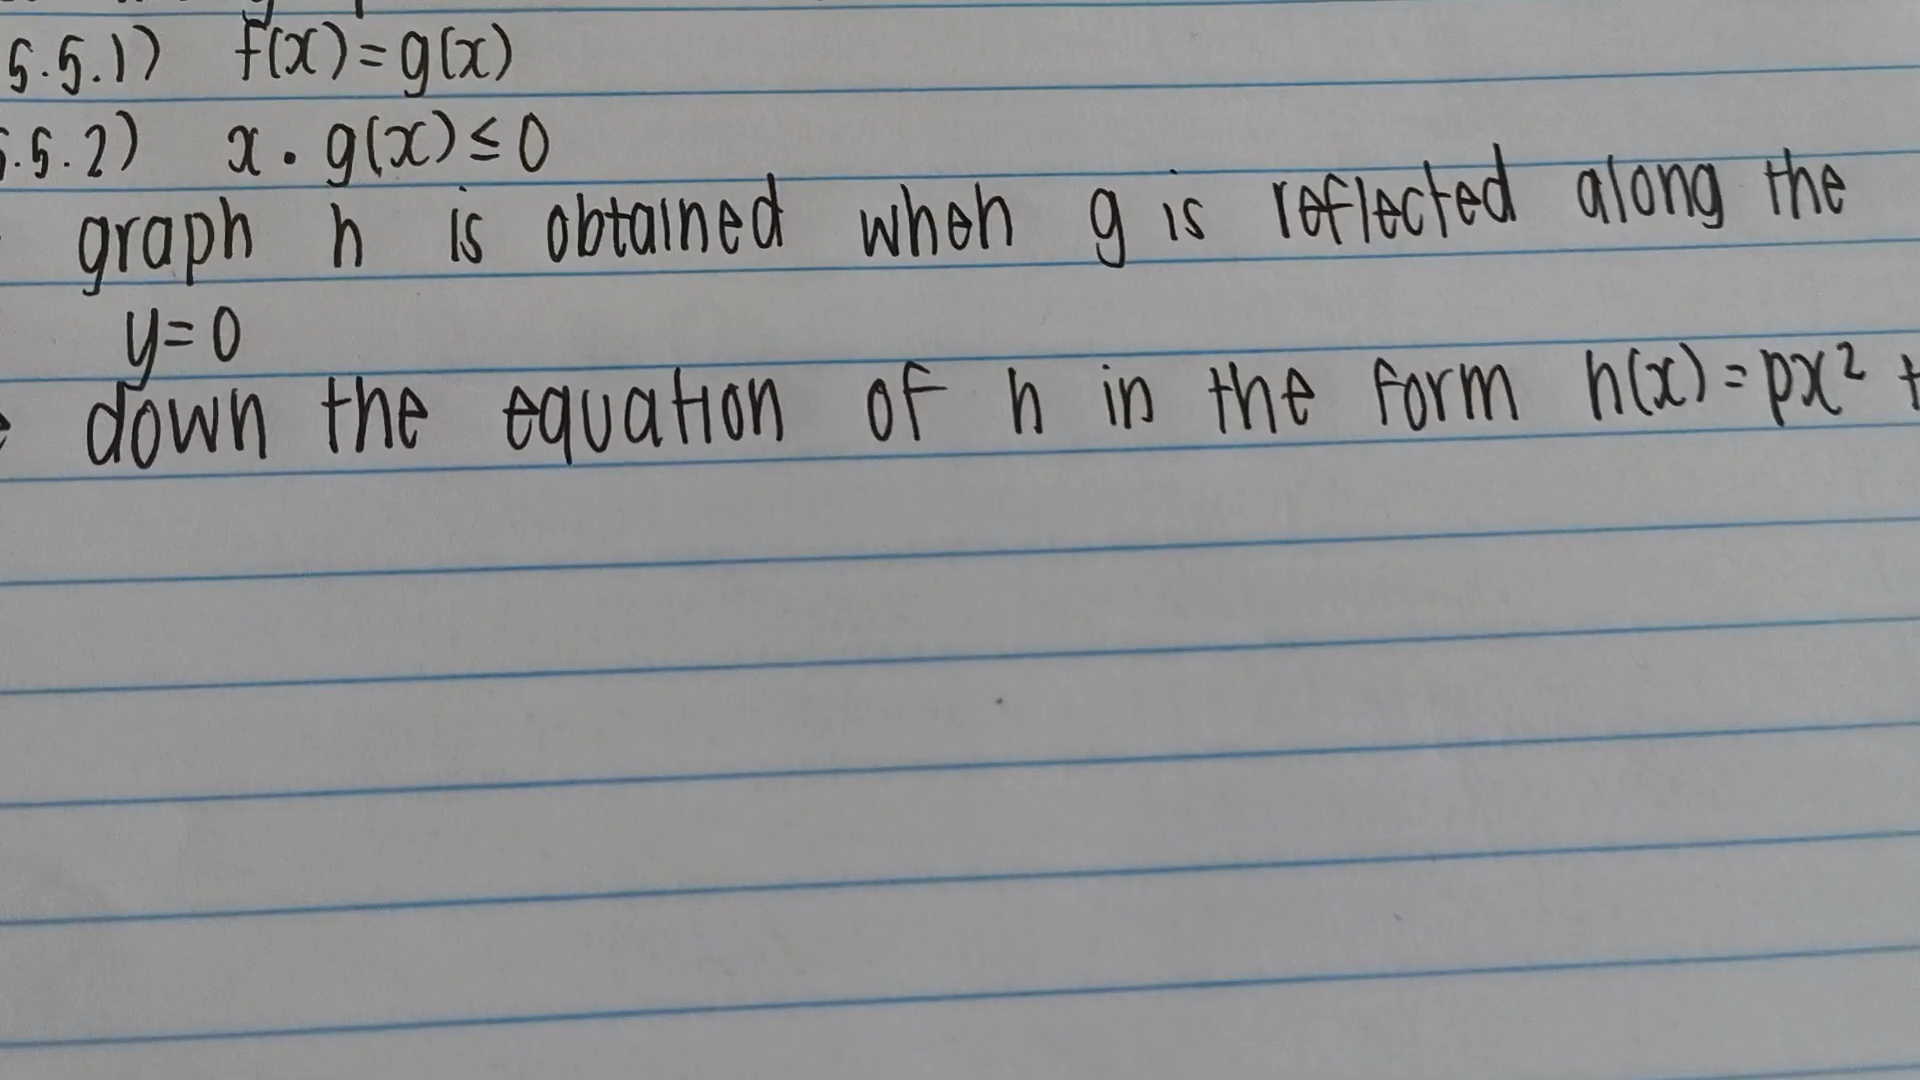 5.5.1) f(x)=g(x)
5.5.2) x . g(x) ≤ 0
graph h is obtained when g is reflected along the
y=0
down the equation of h in the form h(x) = px² +